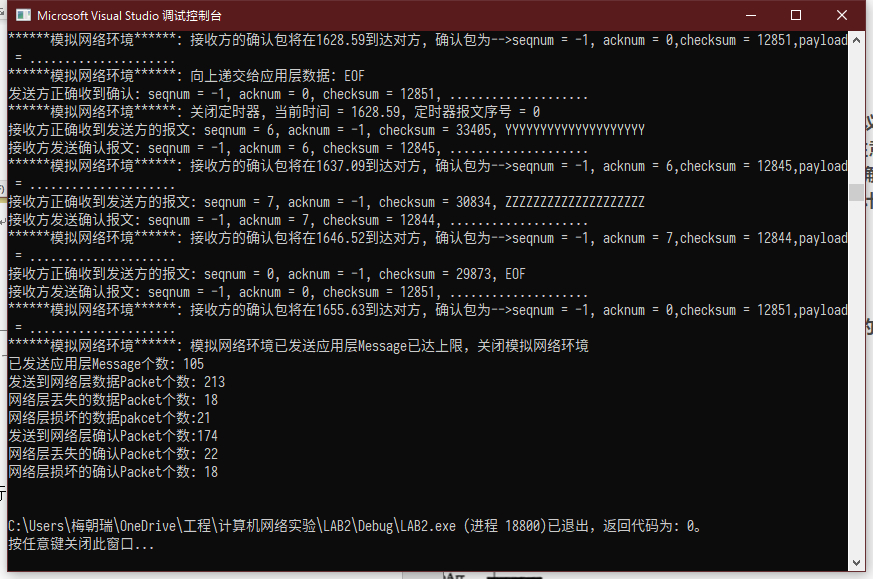 Microsoft Visual Studio 调试控制台
******模拟网络环境******: 接收方的确认包将在1628.59到达对方, 确认包为-->seqnum = -1, acknum = 0,checksum = 12851,payload
= .....................
******模拟网络环境******: 向上递交给应用层数据: EOF
发送方正确收到确认: seqnum = -1, acknum = 0, checksum = 12851, ....................
******模拟网络环境******: 关闭定时器, 当前时间 = 1628.59, 定时器报文序号 = 0
接收方正确收到发送方的报文: seqnum = 6, acknum = -1, checksum = 33405, YYYYYYYYYYYYYYYYYYYY
接收方发送确认报文: seqnum = -1, acknum = 6, checksum = 12845, ....................
******模拟网络环境******: 接收方的确认包将在1637.09到达对方, 确认包为-->seqnum = -1, acknum = 6,checksum = 12845,payload
= .....................
接收方正确收到发送方的报文: seqnum = 7, acknum = -1, checksum = 30834, ZZZZZZZZZZZZZZZZZZZZ
接收方发送确认报文: seqnum = -1, acknum = 7, checksum = 12844, ....................
******模拟网络环境******: 接收方的确认包将在1646.52到达对方, 确认包为-->seqnum = -1, acknum = 7,checksum = 12844,payload
= .....................
接收方正确收到发送方的报文: seqnum = 0, acknum = -1, checksum = 29873, EOF
接收方发送确认报文: seqnum = -1, acknum = 0, checksum = 12851, ....................
******模拟网络环境******: 接收方的确认包将在1655.63到达对方, 确认包为-->seqnum = -1, acknum = 0,checksum = 12851,payload
= .....................
******模拟网络环境******: 模拟网络环境已发送应用层Message已达上限，关闭模拟网络环境
已发送应用层Message个数: 105
发送到网络层数据Packet个数: 213
网络层丢失的数据Packet个数: 18
网络层损坏的数据pakcet个数:21
发送到网络层确认Packet个数:174
网络层丢失的确认Packet个数: 22
网络层损坏的确认Packet个数: 18
C:\Users\梅朝瑞\OneDrive\工程\计算机网络实验\LAB2\Debug\LAB2.exe (进程 18800)已退出，返回代码为: 0。
按任意键关闭此窗口...